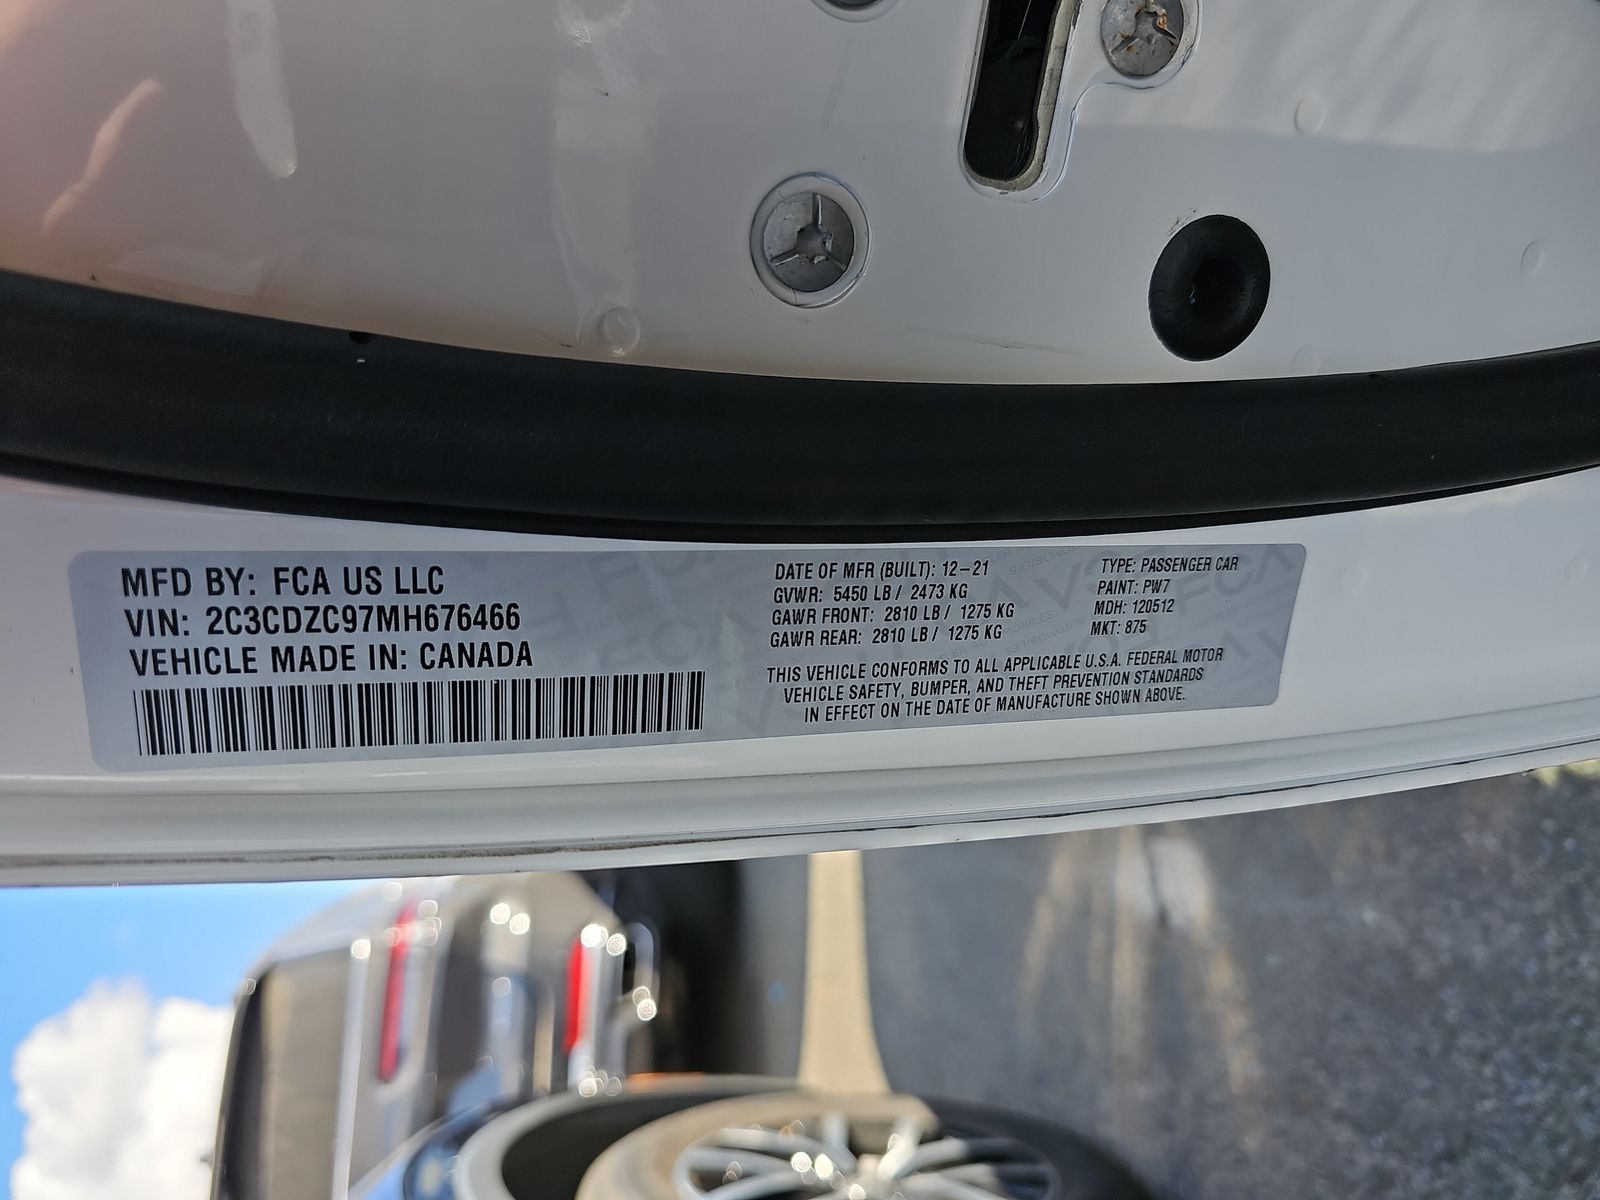 MFD BY: FCA US LLC
VIN: 2C3CDZC97MH676466
VEHICLE MADE IN: CANADA
DATE OF MFR (BUILT): 12-21
GVWR: 5450 LB / 2473 KG
GAWR FRONT: 2810 LB / 1275 KG
GAWR REAR: 2810 LB / 1275 KG
TYPE: PASSENGER CAR
PAINT: PW7
MDH: 120512
MKT: 875
THIS VEHICLE CONFORMS TO ALL APPLICABLE U.S.A. FEDERAL MOTOR
VEHICLE SAFETY, BUMPER, AND THEFT PREVENTION STANDARDS
IN EFFECT ON THE DATE OF MANUFACTURE SHOWN ABOVE.